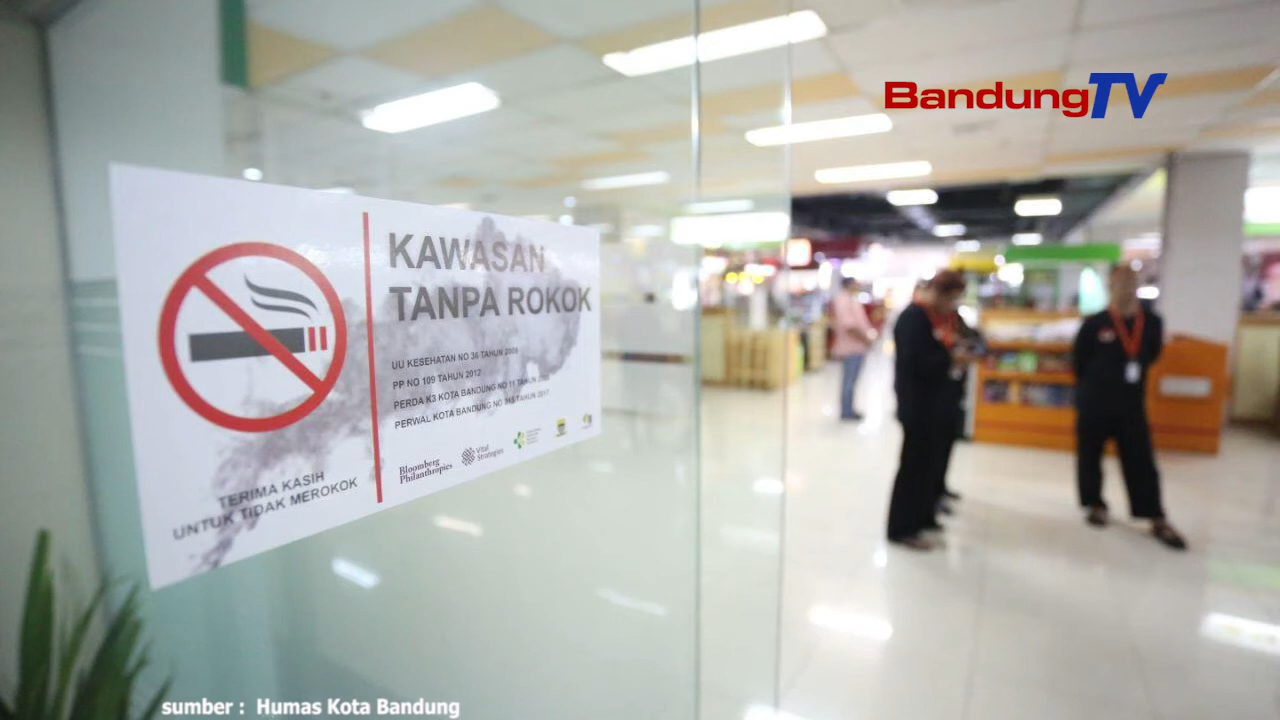 BandungTV
KAWASAN
TANPA ROKOK
UU KESEHATAN NO 36 TAHUN 2009
PP NO 109 TAHUN 2012
PERDA K3 KOTA BANDUNG NO 11 TAHUN
PERWAL KOTA BANDUNG NO TAHUN 2017
Bloomberg
Philanthropies
Vital
Strategies
TERIMA KASIH
UNTUK TIDAK MEROKOK
sumber : Humas Kota Bandung